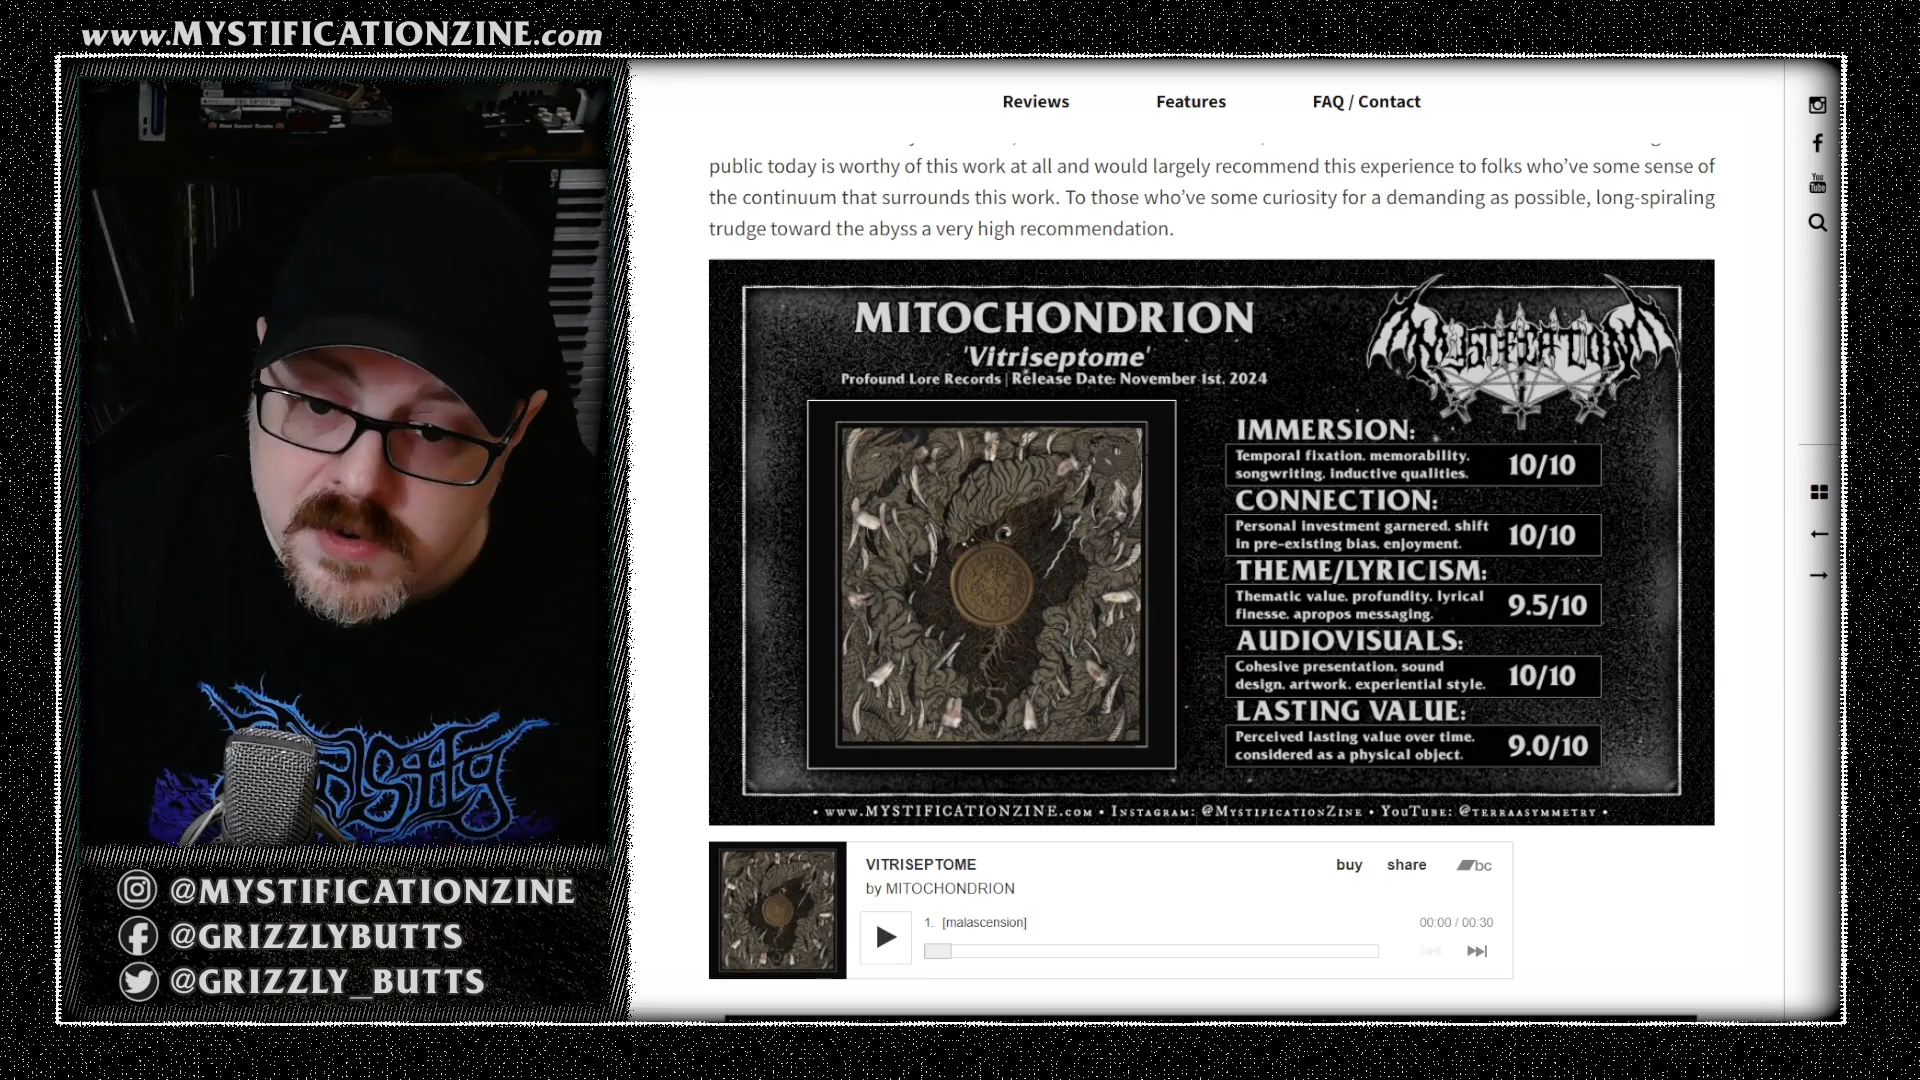 www.MYSTIFICATIONZINE.com
@MYSTIFICATIONZINE
@GRIZZLYBUTTS
@GRIZZLY_BUTTS
Reviews
Features
FAQ / Contact
public today is worthy of this work at all and would largely recommend this experience to folks who’ve some sense of
the continuum that surrounds this work. To those who’ve some curiosity for a demanding as possible, long-spiraling
trudge toward the abyss a very high recommendation.
MITOCHONDRION
'Vitriseptome'
Profound Lore Records | Release Date: November 1st, 2024
MYSTIFICATION
IMMERSION:
Temporal fixation, memorability,
songwriting, inductive qualities.
10/10
CONNECTION:
Personal investment garnered, shift
in pre-existing bias, enjoyment.
10/10
THEME/LYRICISM:
Thematic value, profundity, lyrical
finesse, apropos messaging.
9.5/10
AUDIOVISUALS:
Cohesive presentation, sound
design, artwork, experiential style.
10/10
LASTING VALUE:
Perceived lasting value over time,
considered as a physical object.
9.0/10
• www.MYSTIFICATIONZINE.com • Instagram: @MystificationZine • YouTube: @terraasymmetry •
VITRISEPTOME
by MITOCHONDRION
buy
share
bc
1. [malascension]
00:00 / 00:30
You
Tube